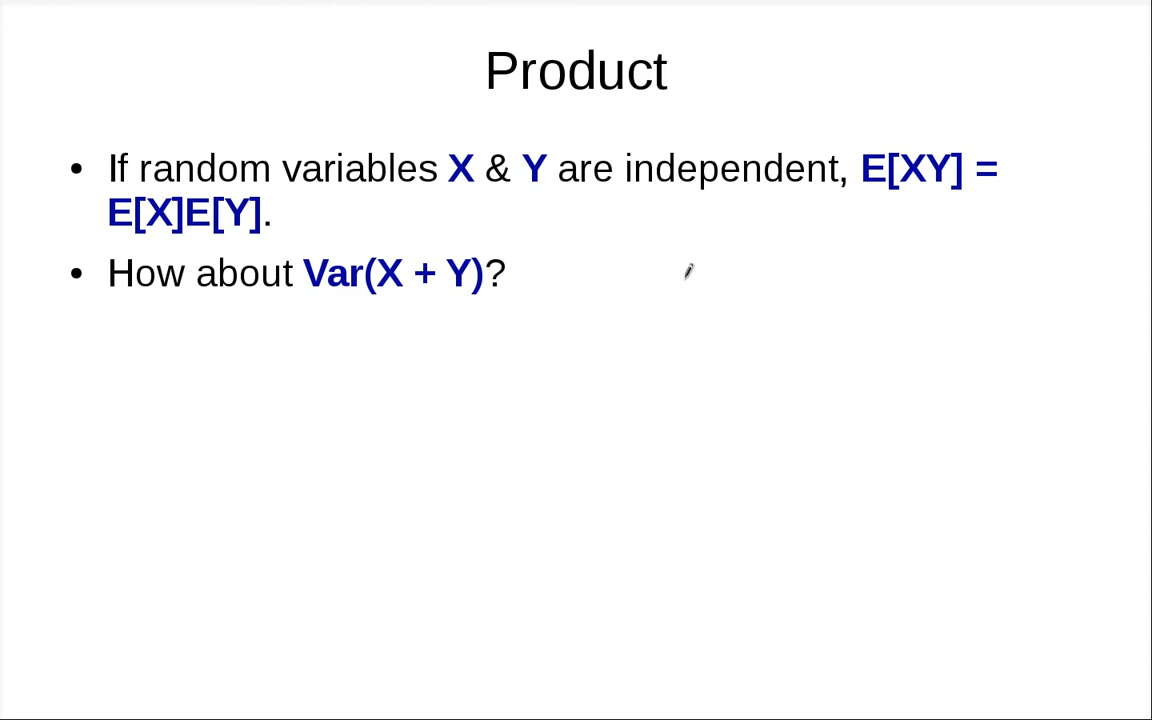 Product
• If random variables X & Y are independent, E[XY] =
E[X]E[Y].
• How about Var(X + Y)?